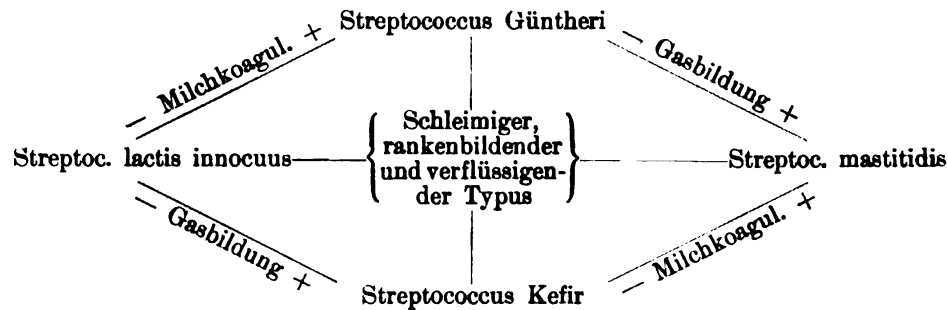 Streptococcus Güntheri
— Milchkoagul. +
— Gasbildung +
Schleimiger,
rankenbildender
und verflüssigen-
der Typus
Streptoc. lactis innocuus
Streptoc. mastitidis
— Gasbildung +
— Milchkoagul. +
Streptococcus Kefir